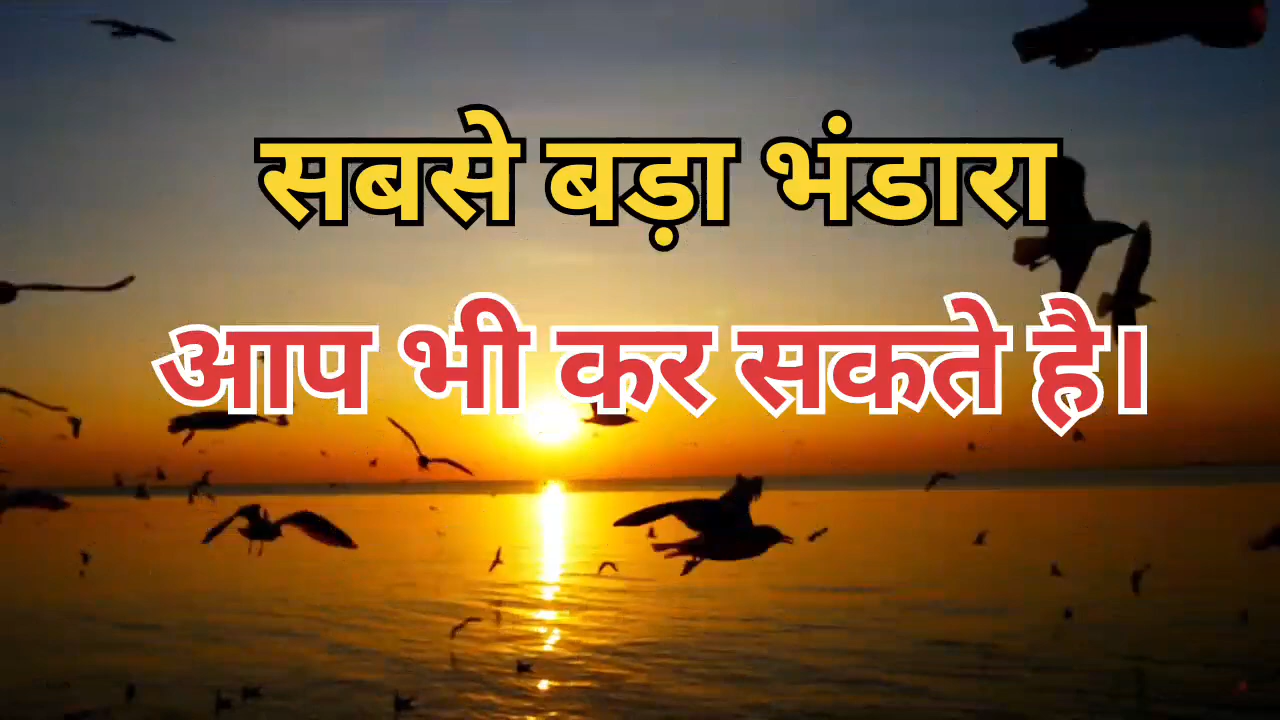 सबसे बड़ा भंडारा
आप भी कर सकते है।